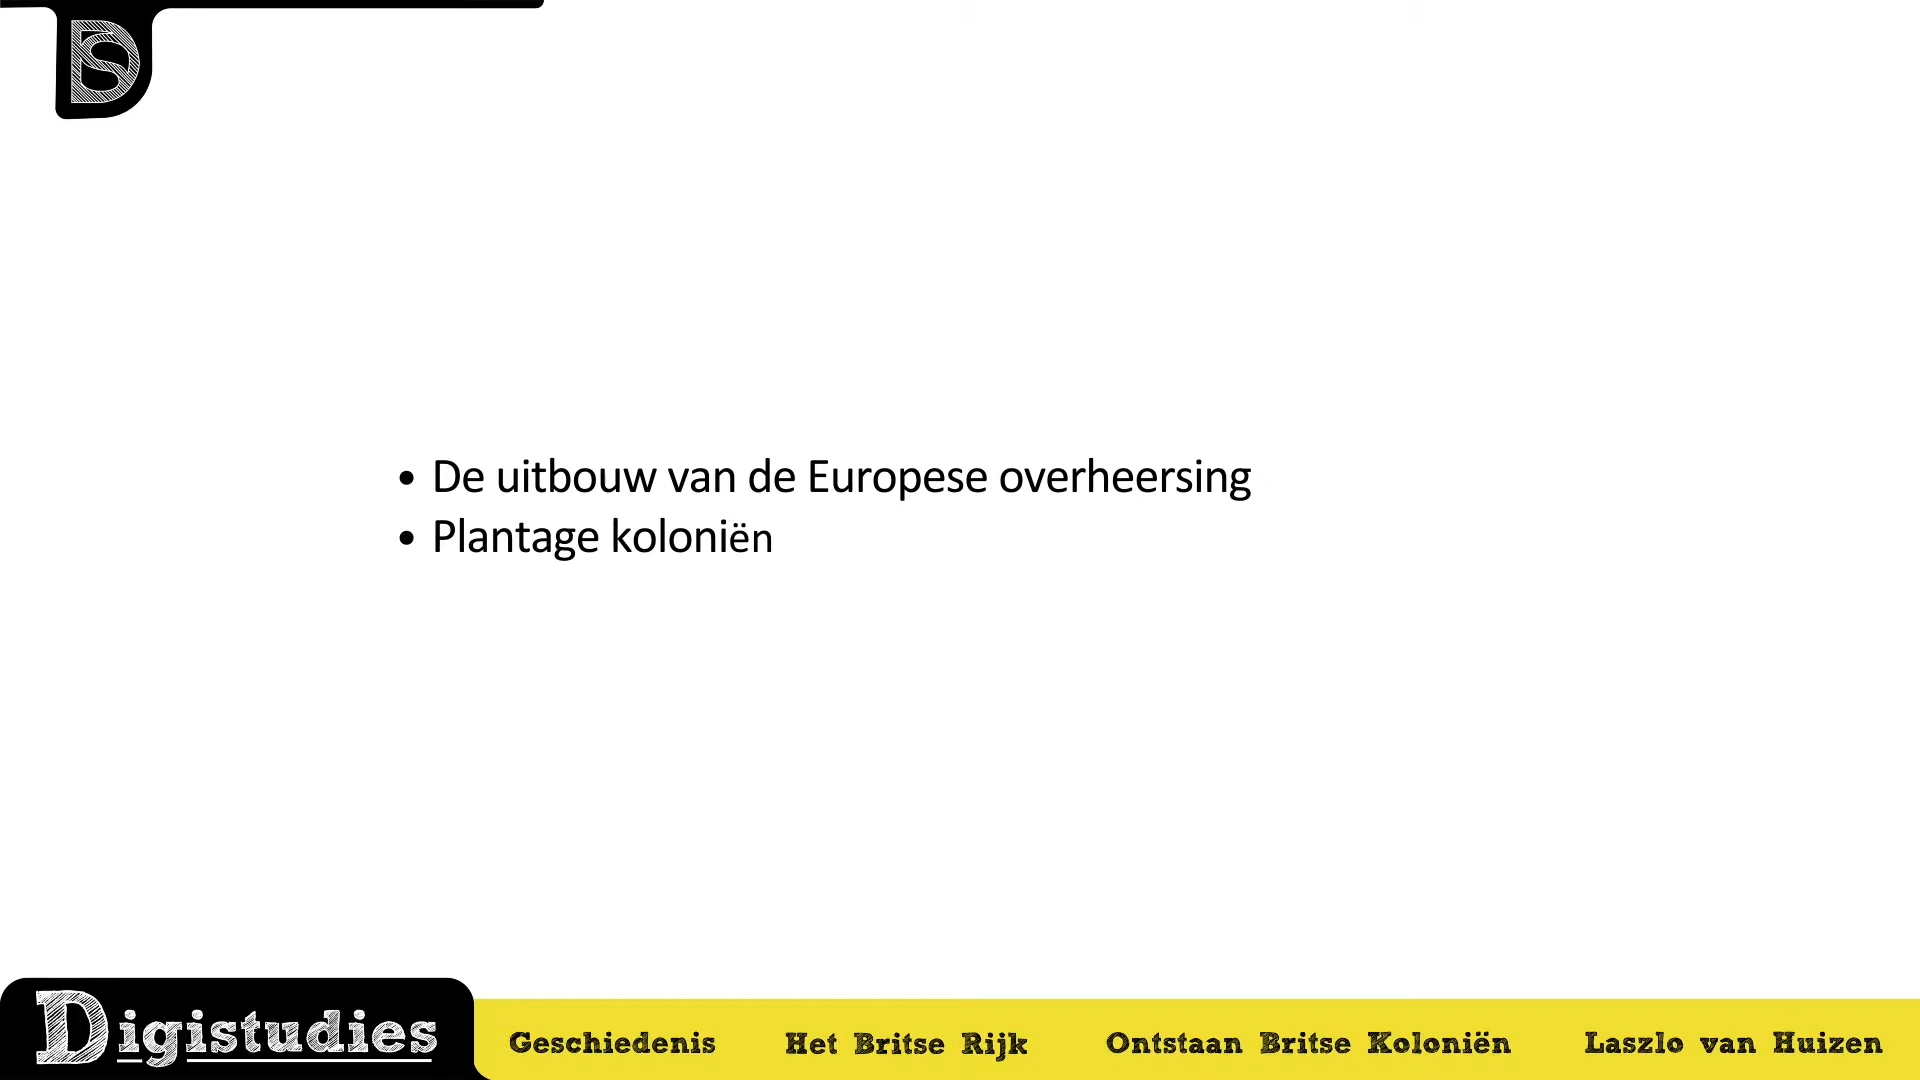 DS
• De uitbouw van de Europese overheersing
• Plantage koloniën
Digistudies
Geschiedenis Het Britse Rijk Ontstaan Britse Koloniën Laszlo van Huizen